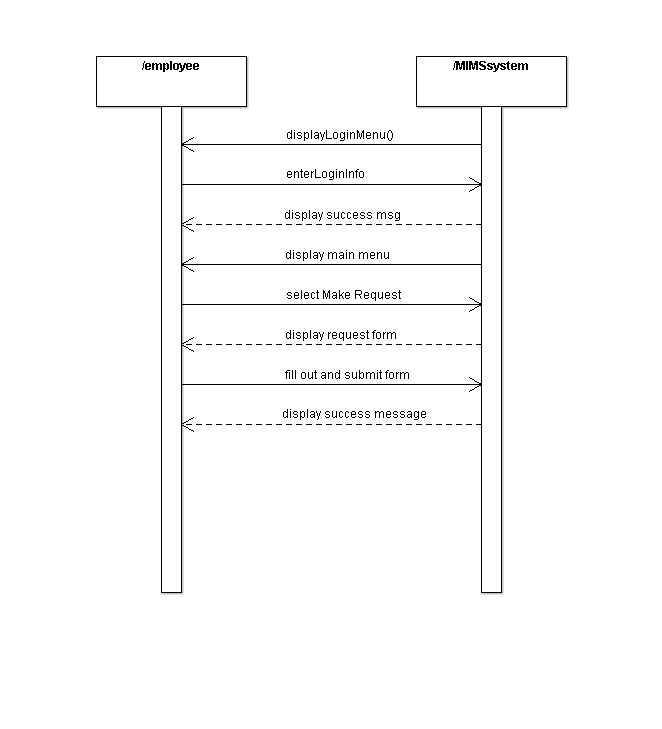 /employee
/MIMSsystem
displayLoginMenu()
enterLoginInfo
display success msg
display main menu
select Make Request
display request form
fill out and submit form
display success message